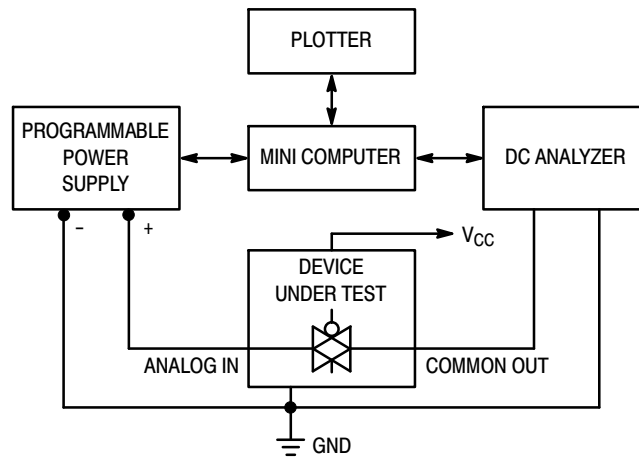 PLOTTER
PROGRAMMABLE
POWER
SUPPLY
MINI COMPUTER
DC ANALYZER
– +
VCC
DEVICE
UNDER TEST
ANALOG IN
COMMON OUT
GND